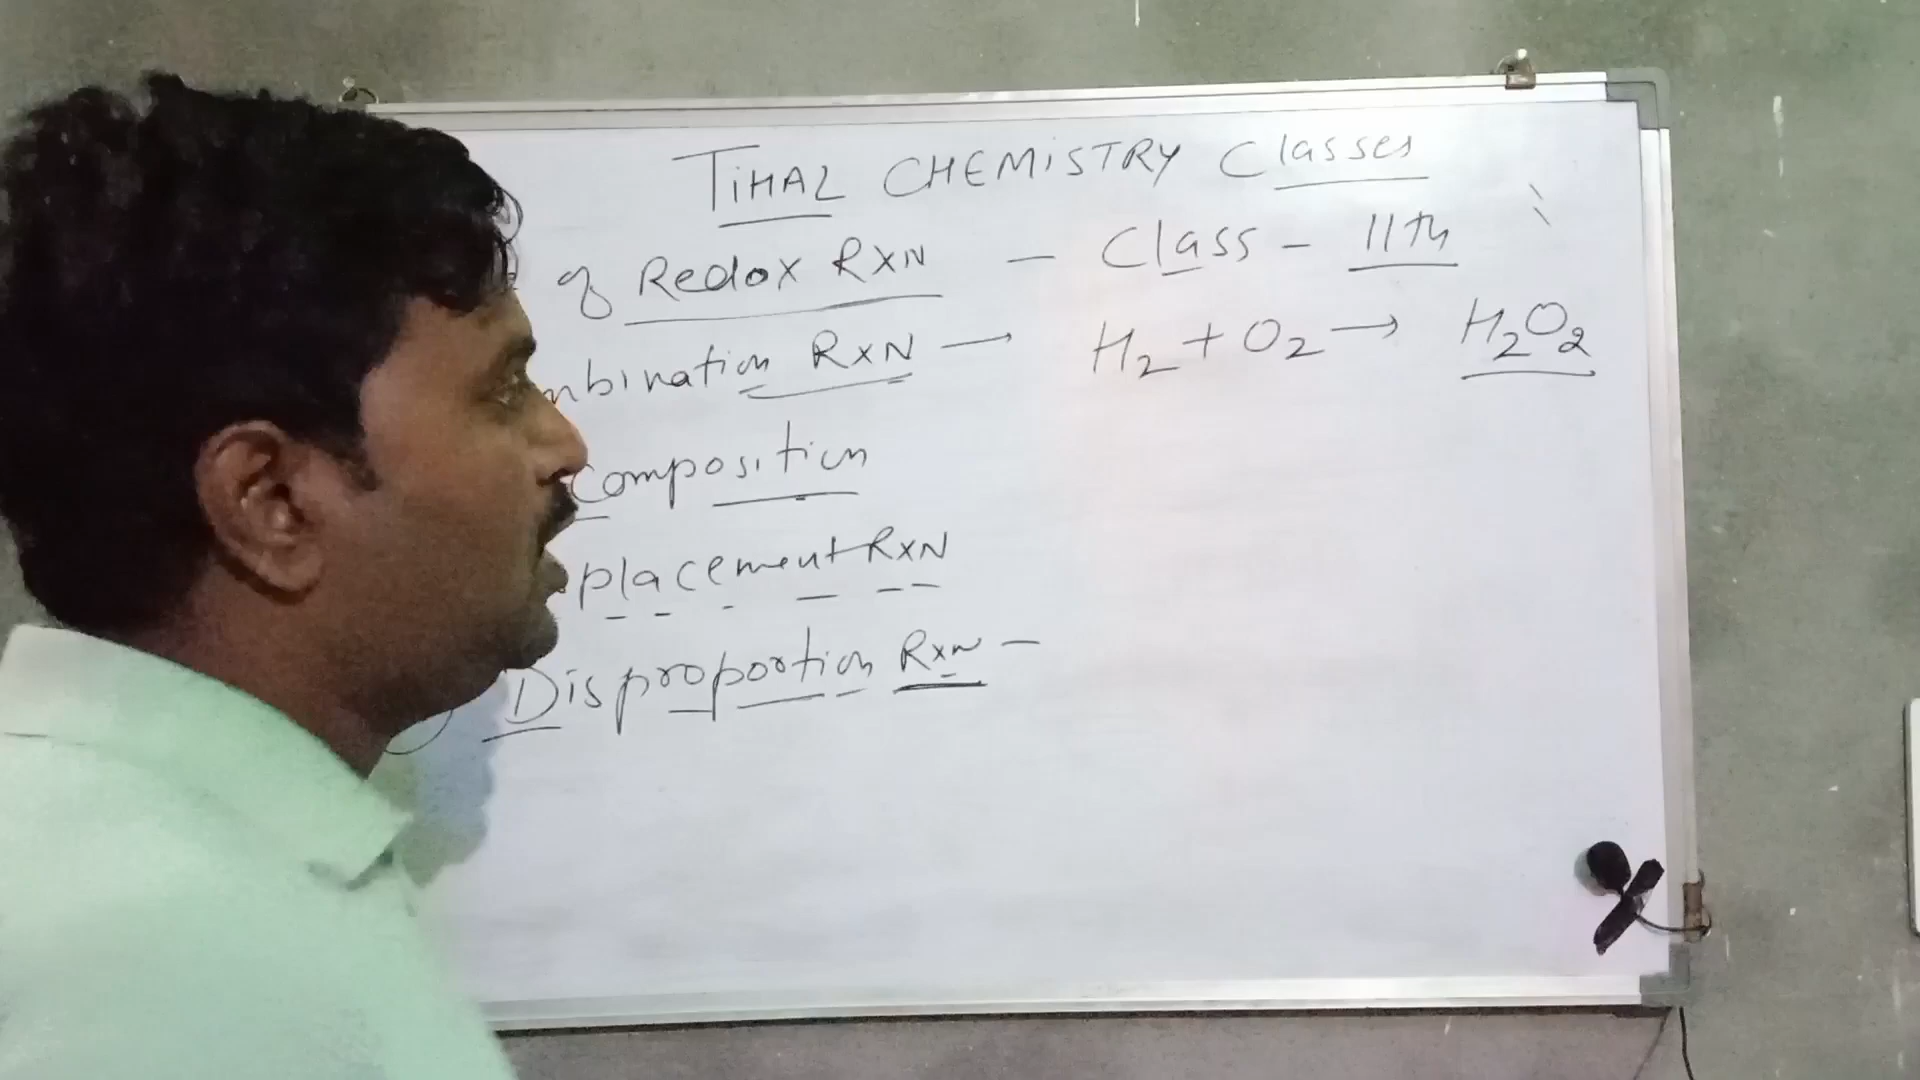 TiHAL CHEMiSTRY Classes
of Redox RXN - Class - 11th
mbination RXN → H2 + O2 → H2O2
composition
placement RXN
Disproportion Rxn -